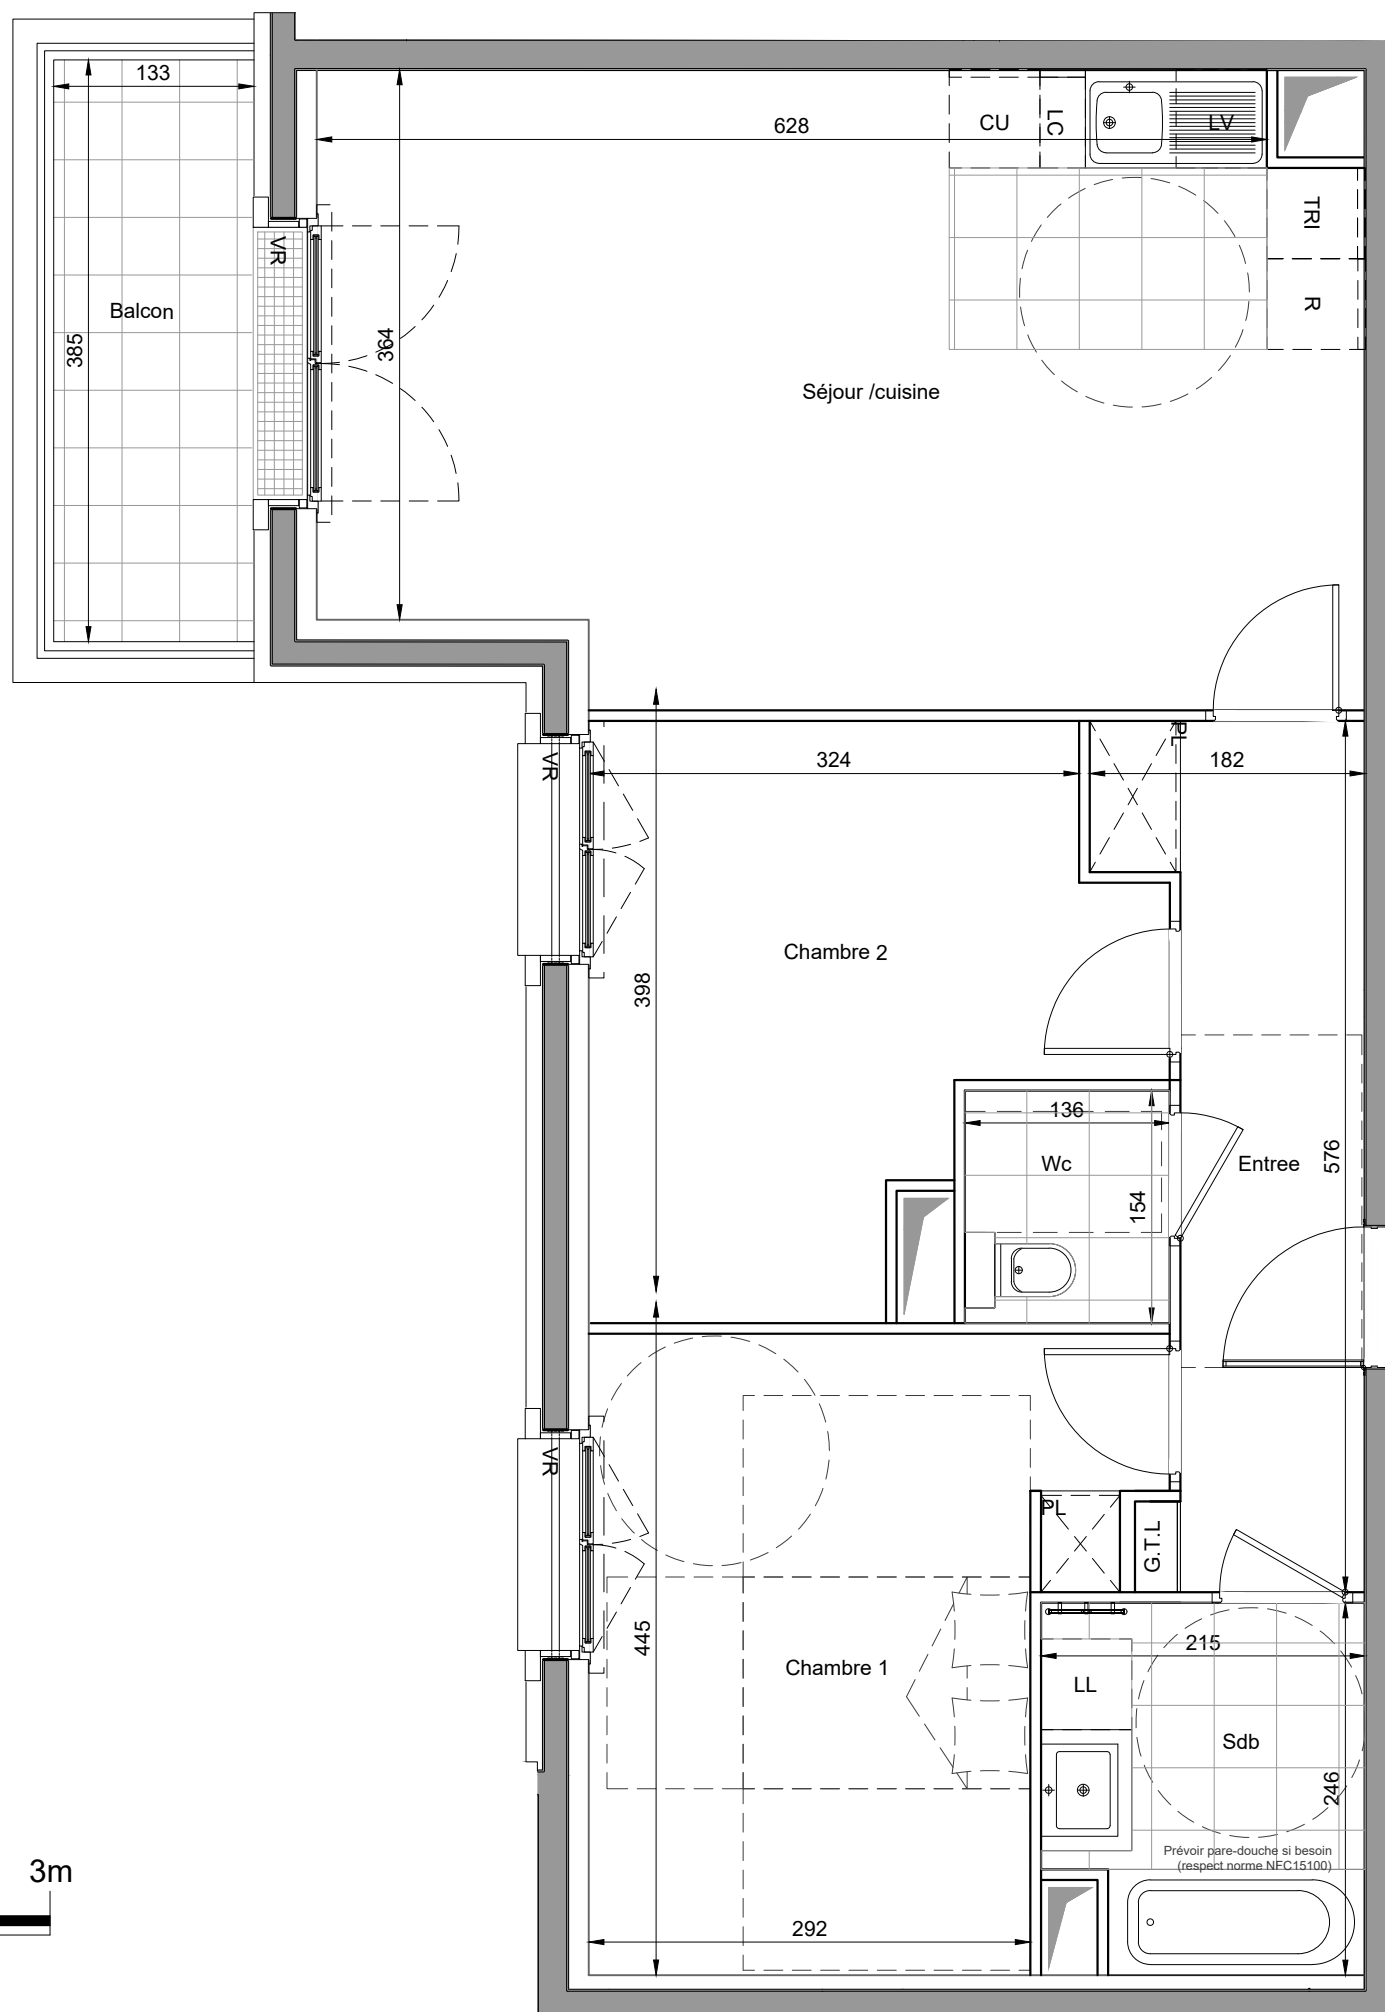 133
628
CU
LC
LV
TRI
R
VR
Balcon
385
364
Séjour /cuisine
PL
VR
324
182
Chambre 2
398
136
Wc
154
Entree
576
VR
PL
G.T.L
445
Chambre 1
215
LL
Sdb
246
Prévoir pare-douche si besoin
(respect norme NFC15100)
3m
292